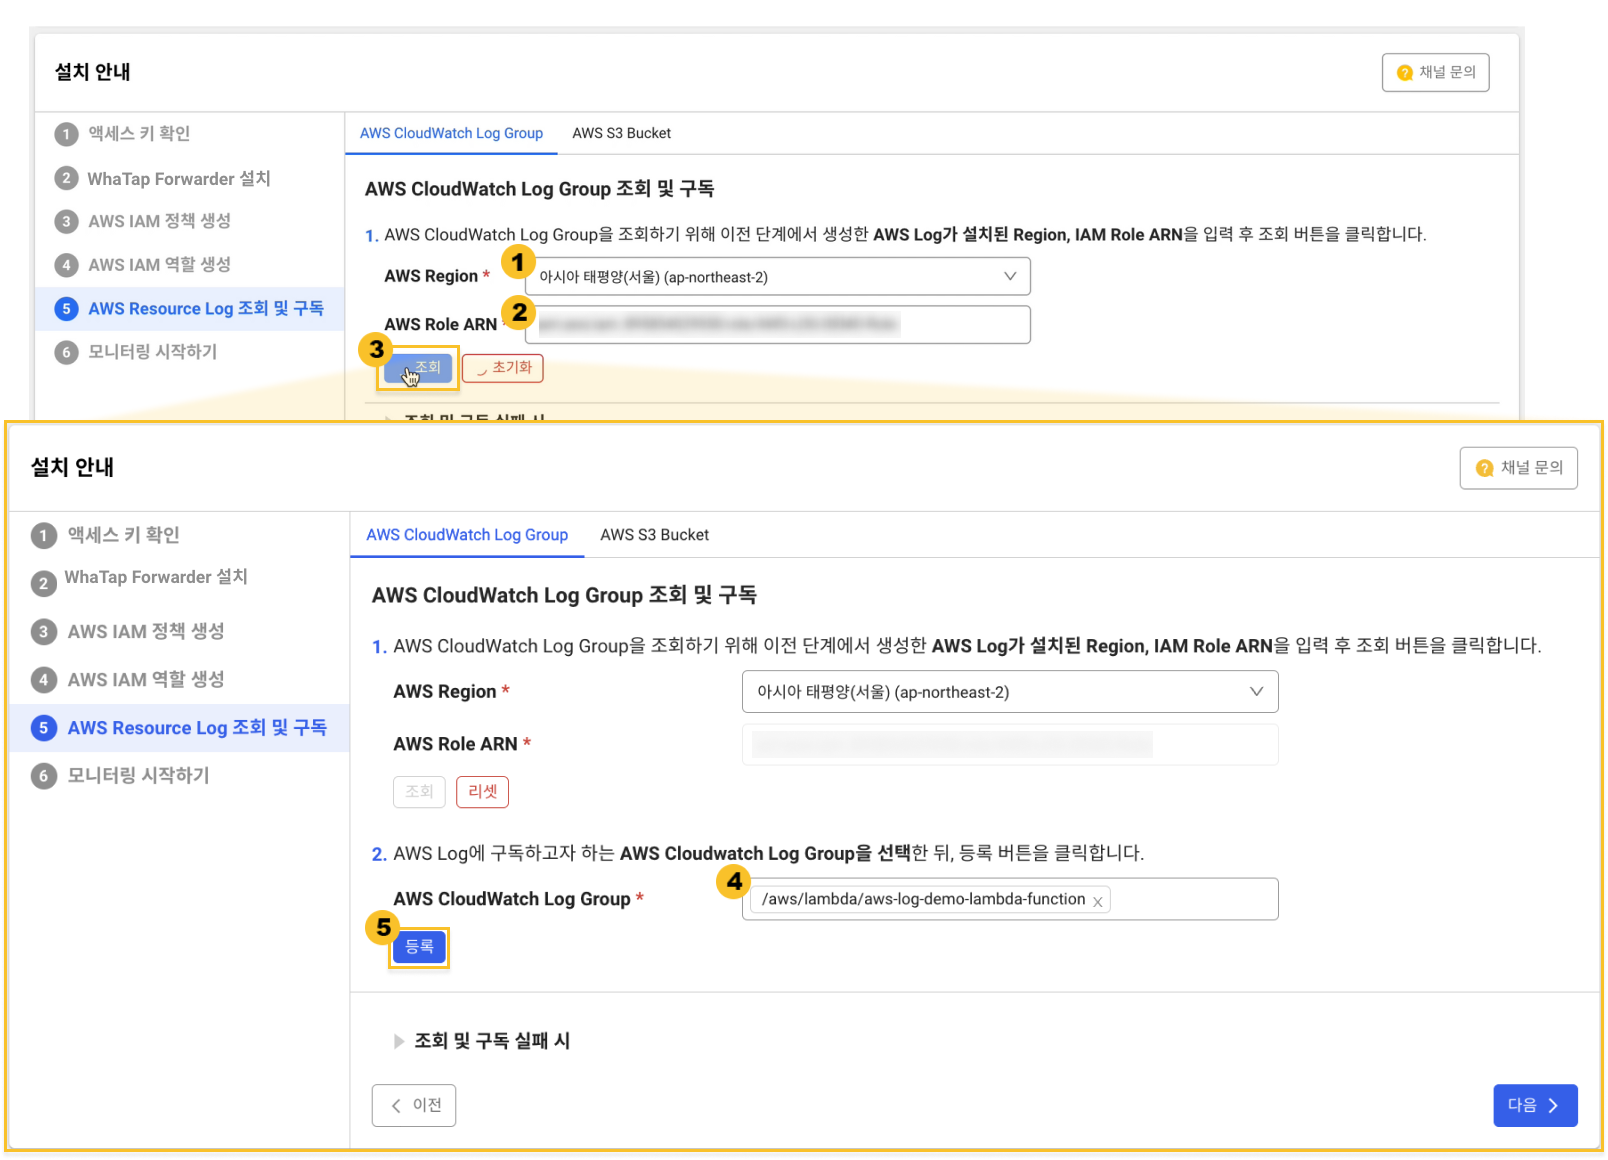 설치 안내
채널 문의
1 액세스 키 확인
2 WhaTap Forwarder 설치
3 AWS IAM 정책 생성
4 AWS IAM 역할 생성
5 AWS Resource Log 조회 및 구독
6 모니터링 시작하기
AWS CloudWatch Log Group AWS S3 Bucket
AWS CloudWatch Log Group 조회 및 구독
1. AWS CloudWatch Log Group을 조회하기 위해 이전 단계에서 생성한 AWS Log가 설치된 Region, IAM Role ARN을 입력 후 조회 버튼을 클릭합니다.
AWS Region * 1 아시아 태평양(서울) (ap-northeast-2)
AWS Role ARN 2
3 조회 초기화
조회 및 구독 실패 시
설치 안내
채널 문의
1 액세스 키 확인
2 WhaTap Forwarder 설치
3 AWS IAM 정책 생성
4 AWS IAM 역할 생성
5 AWS Resource Log 조회 및 구독
6 모니터링 시작하기
AWS CloudWatch Log Group AWS S3 Bucket
AWS CloudWatch Log Group 조회 및 구독
1. AWS CloudWatch Log Group을 조회하기 위해 이전 단계에서 생성한 AWS Log가 설치된 Region, IAM Role ARN을 입력 후 조회 버튼을 클릭합니다.
AWS Region * 아시아 태평양(서울) (ap-northeast-2)
AWS Role ARN *
조회 리셋
2. AWS Log에 구독하고자 하는 AWS Cloudwatch Log Group을 선택한 뒤, 등록 버튼을 클릭합니다.
AWS CloudWatch Log Group * 4 /aws/lambda/aws-log-demo-lambda-function
5 등록
조회 및 구독 실패 시
이전
다음